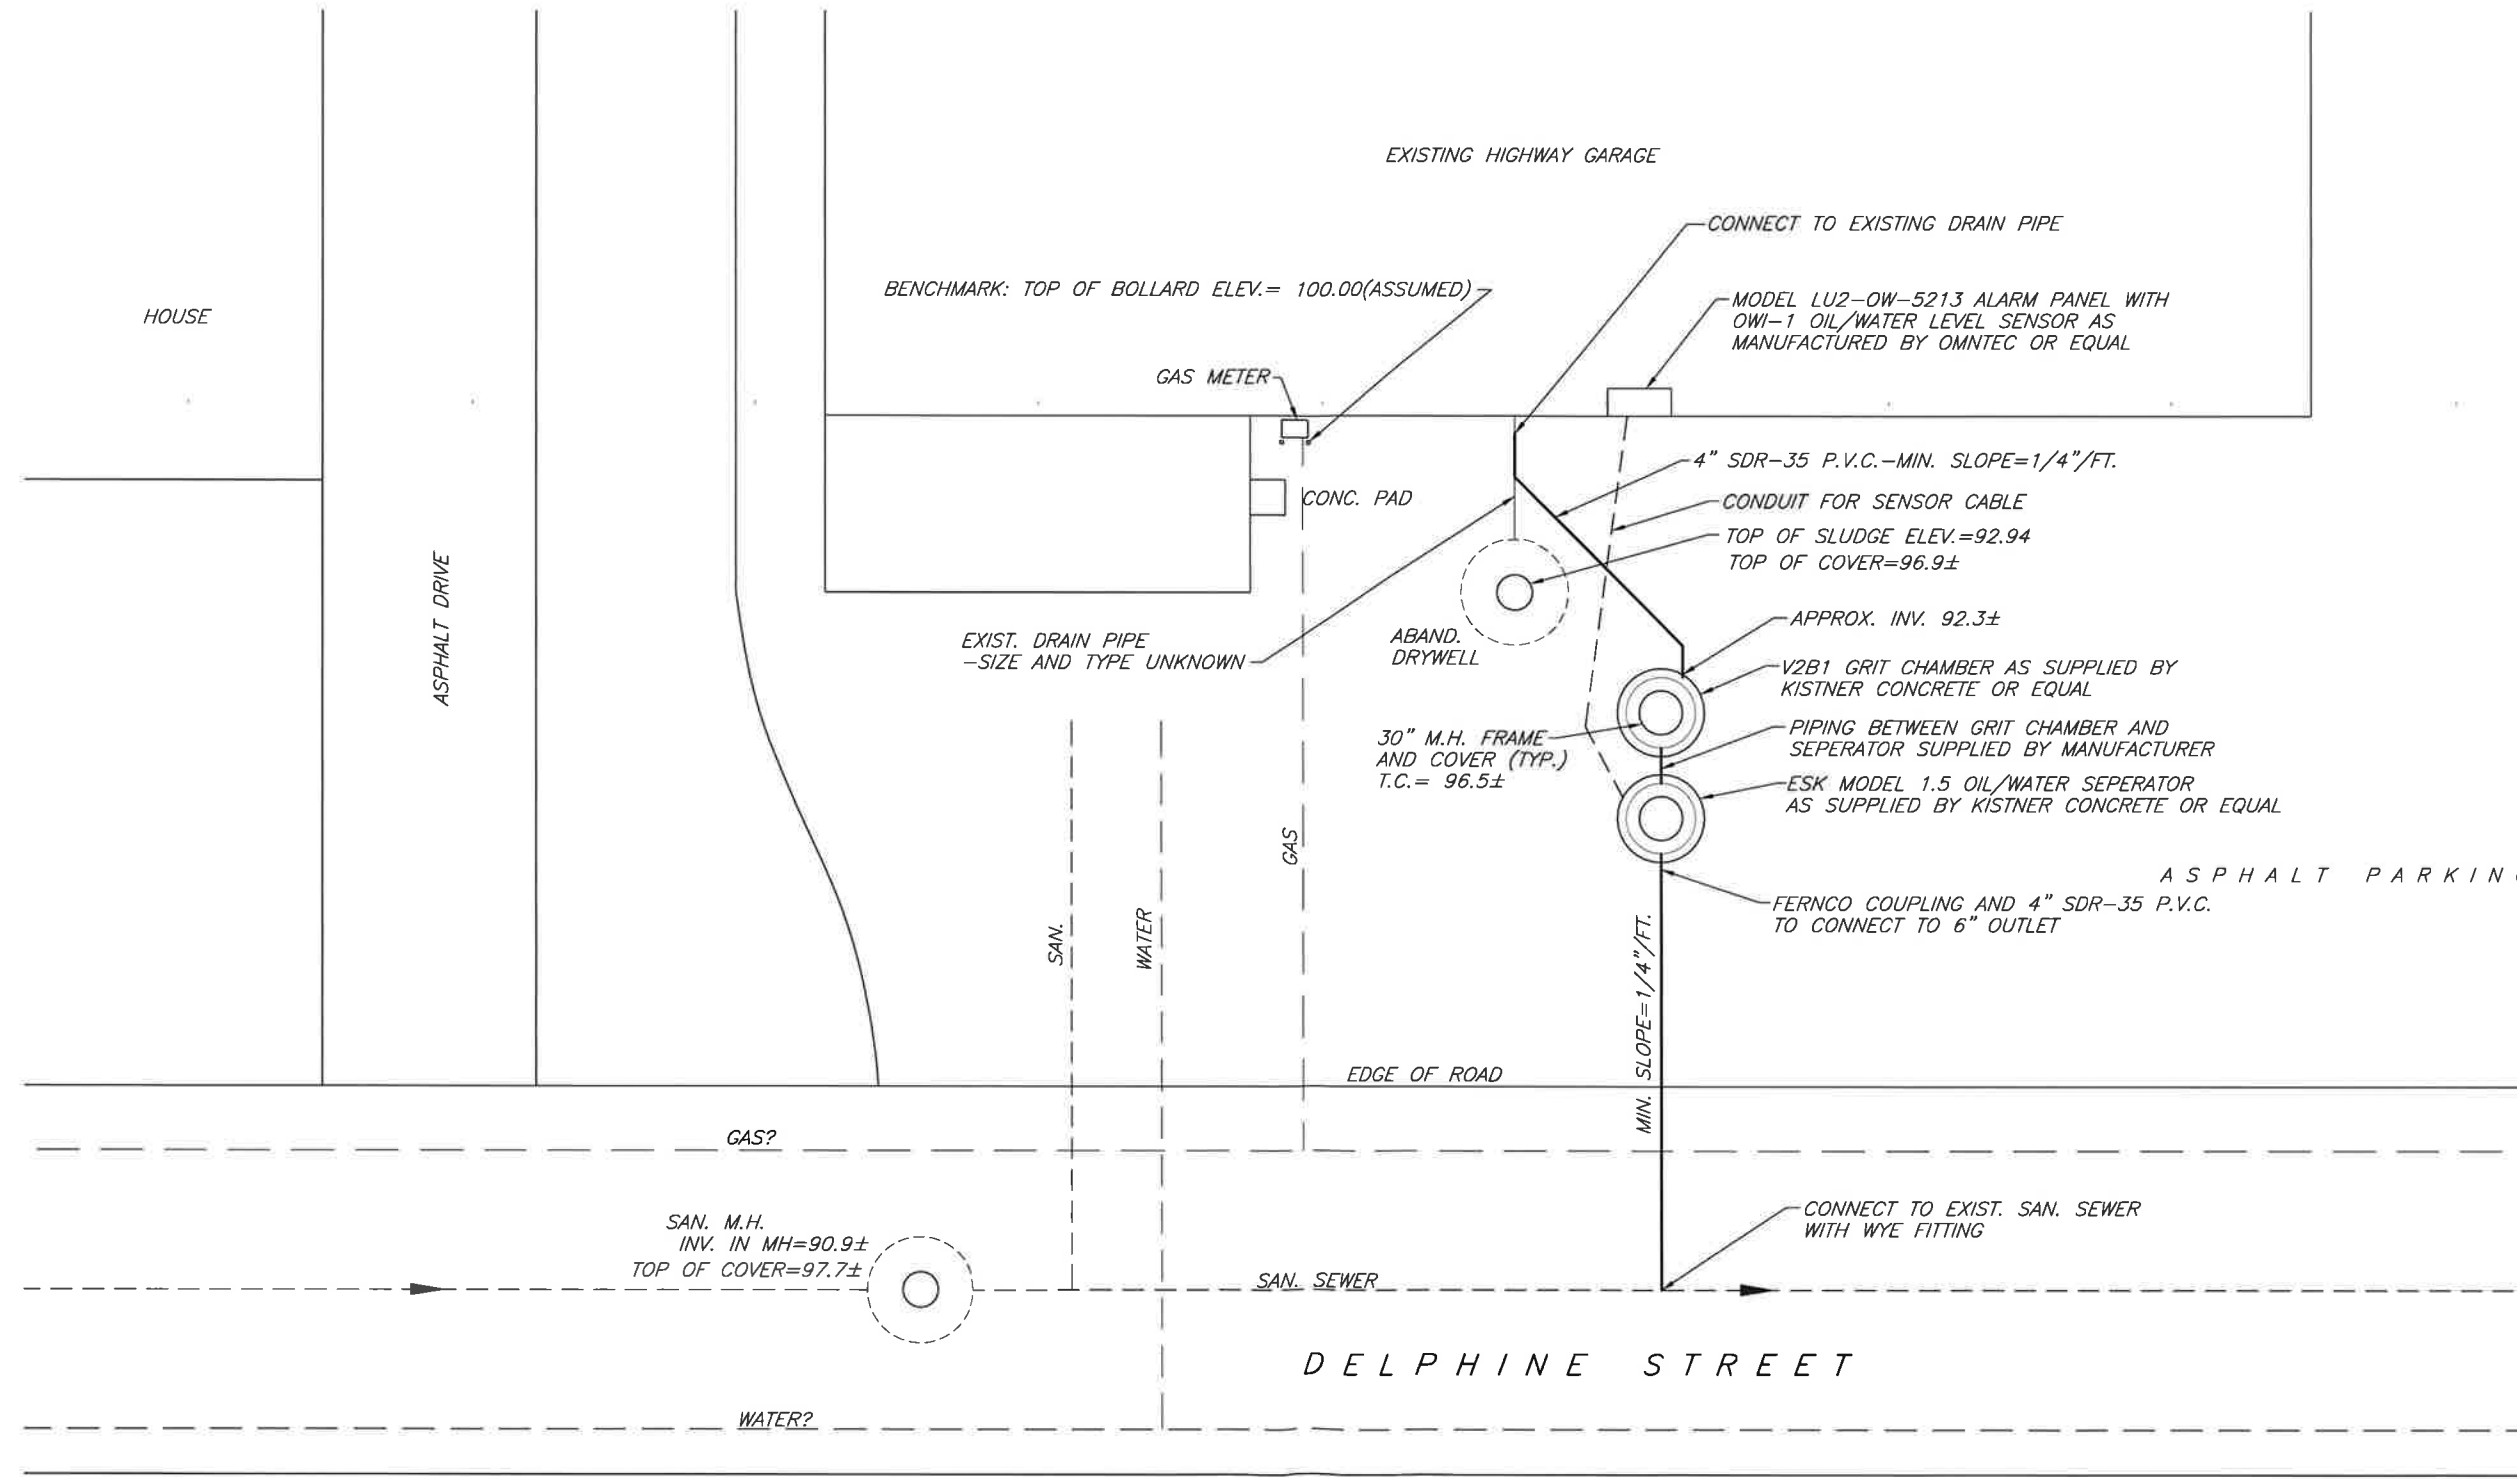 EXISTING HIGHWAY GARAGE
CONNECT TO EXISTING DRAIN PIPE
BENCHMARK: TOP OF BOLLARD ELEV.= 100.00(ASSUMED)
MODEL LU2-OW-5213 ALARM PANEL WITH
OWI-1 OIL/WATER LEVEL SENSOR AS
MANUFACTURED BY OMNTEC OR EQUAL
HOUSE
GAS METER
4" SDR-35 P.V.C.-MIN. SLOPE=1/4"/FT.
CONC. PAD
CONDUIT FOR SENSOR CABLE
TOP OF SLUDGE ELEV.=92.94
TOP OF COVER=96.9±
ASPHALT DRIVE
APPROX. INV. 92.3±
EXIST. DRAIN PIPE
-SIZE AND TYPE UNKNOWN
ABAND.
DRYWELL
V2B1 GRIT CHAMBER AS SUPPLIED BY
KISTNER CONCRETE OR EQUAL
30" M.H. FRAME
AND COVER (TYP.)
T.C.= 96.5±
PIPING BETWEEN GRIT CHAMBER AND
SEPERATOR SUPPLIED BY MANUFACTURER
ESK MODEL 1.5 OIL/WATER SEPERATOR
AS SUPPLIED BY KISTNER CONCRETE OR EQUAL
GAS
ASPHALT PARKIN
FERNCO COUPLING AND 4" SDR-35 P.V.C.
TO CONNECT TO 6" OUTLET
SAN.
WATER
MIN. SLOPE=1/4"/FT.
EDGE OF ROAD
GAS?
SAN. M.H.
INV. IN MH=90.9±
TOP OF COVER=97.7±
CONNECT TO EXIST. SAN. SEWER
WITH WYE FITTING
SAN. SEWER
DELPHINE STREET
WATER?